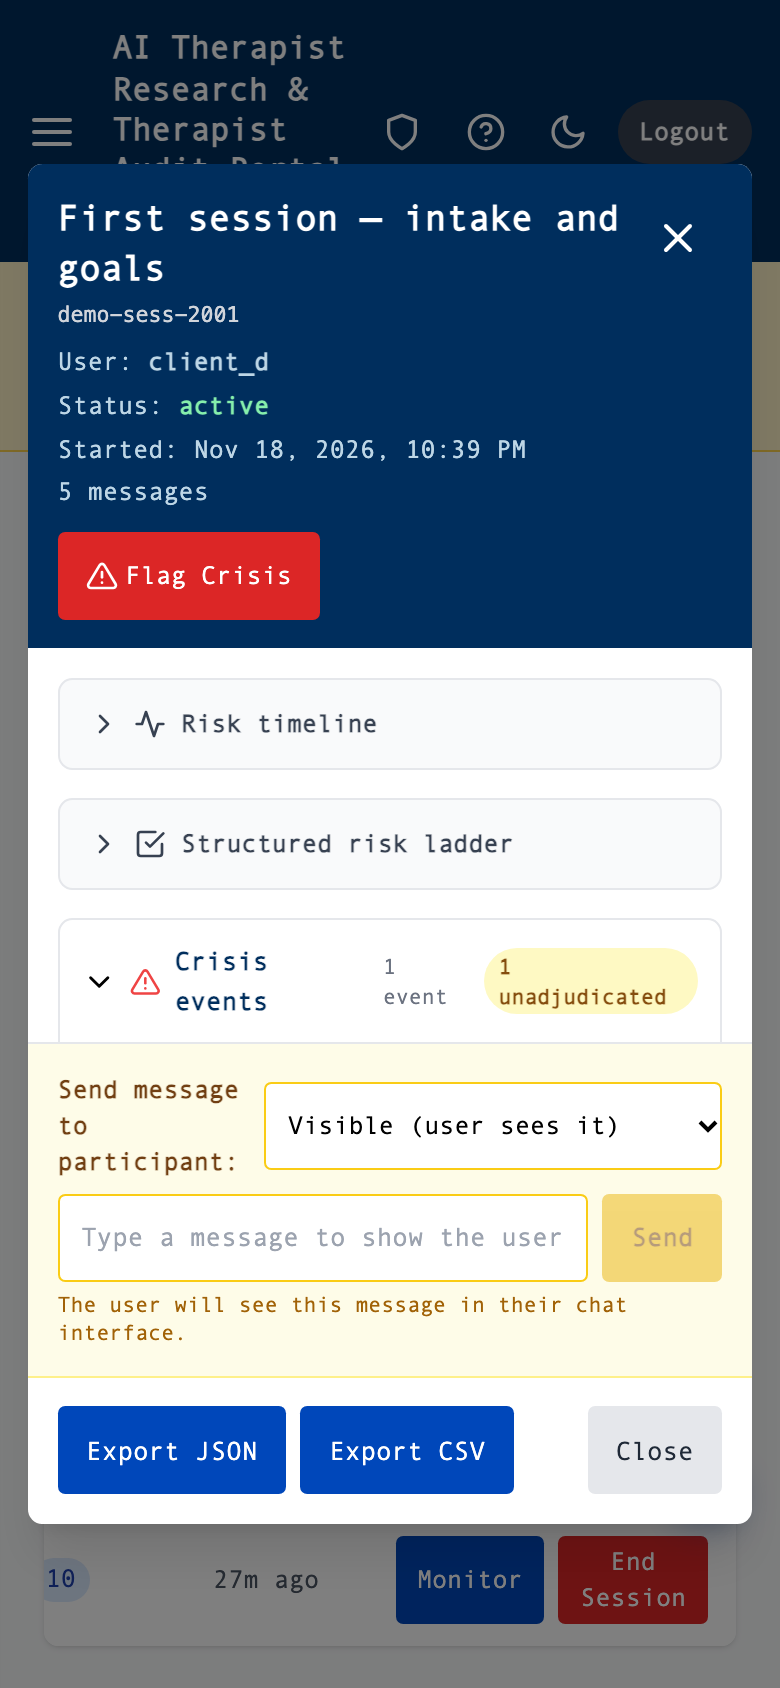 AI Therapist
Research &
Therapist
Audit Portal
Logout
First session — intake and
goals
demo-sess-2001
User: client_d
Status: active
Started: Nov 18, 2026, 10:39 PM
5 messages
Flag Crisis
Risk timeline
Structured risk ladder
Crisis
events
1
event
1
unadjudicated
Send message
to
participant:
Visible (user sees it)
Type a message to show the user
Send
The user will see this message in their chat
interface.
Export JSON
Export CSV
Close
10
27m ago
Monitor
End
Session